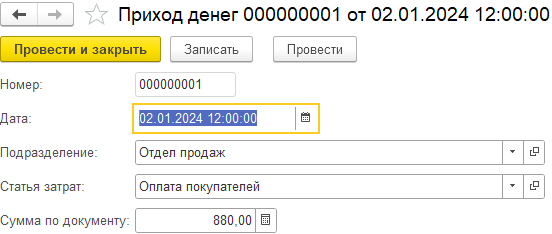 Приход денег 000000001 от 02.01.2024 12:00:00
Провести и закрыть Записать Провести
Номер: 000000001
Дата: 02.01.2024 12:00:00
Подразделение: Отдел продаж
Статья затрат: Оплата покупателей
Сумма по документу: 880,00